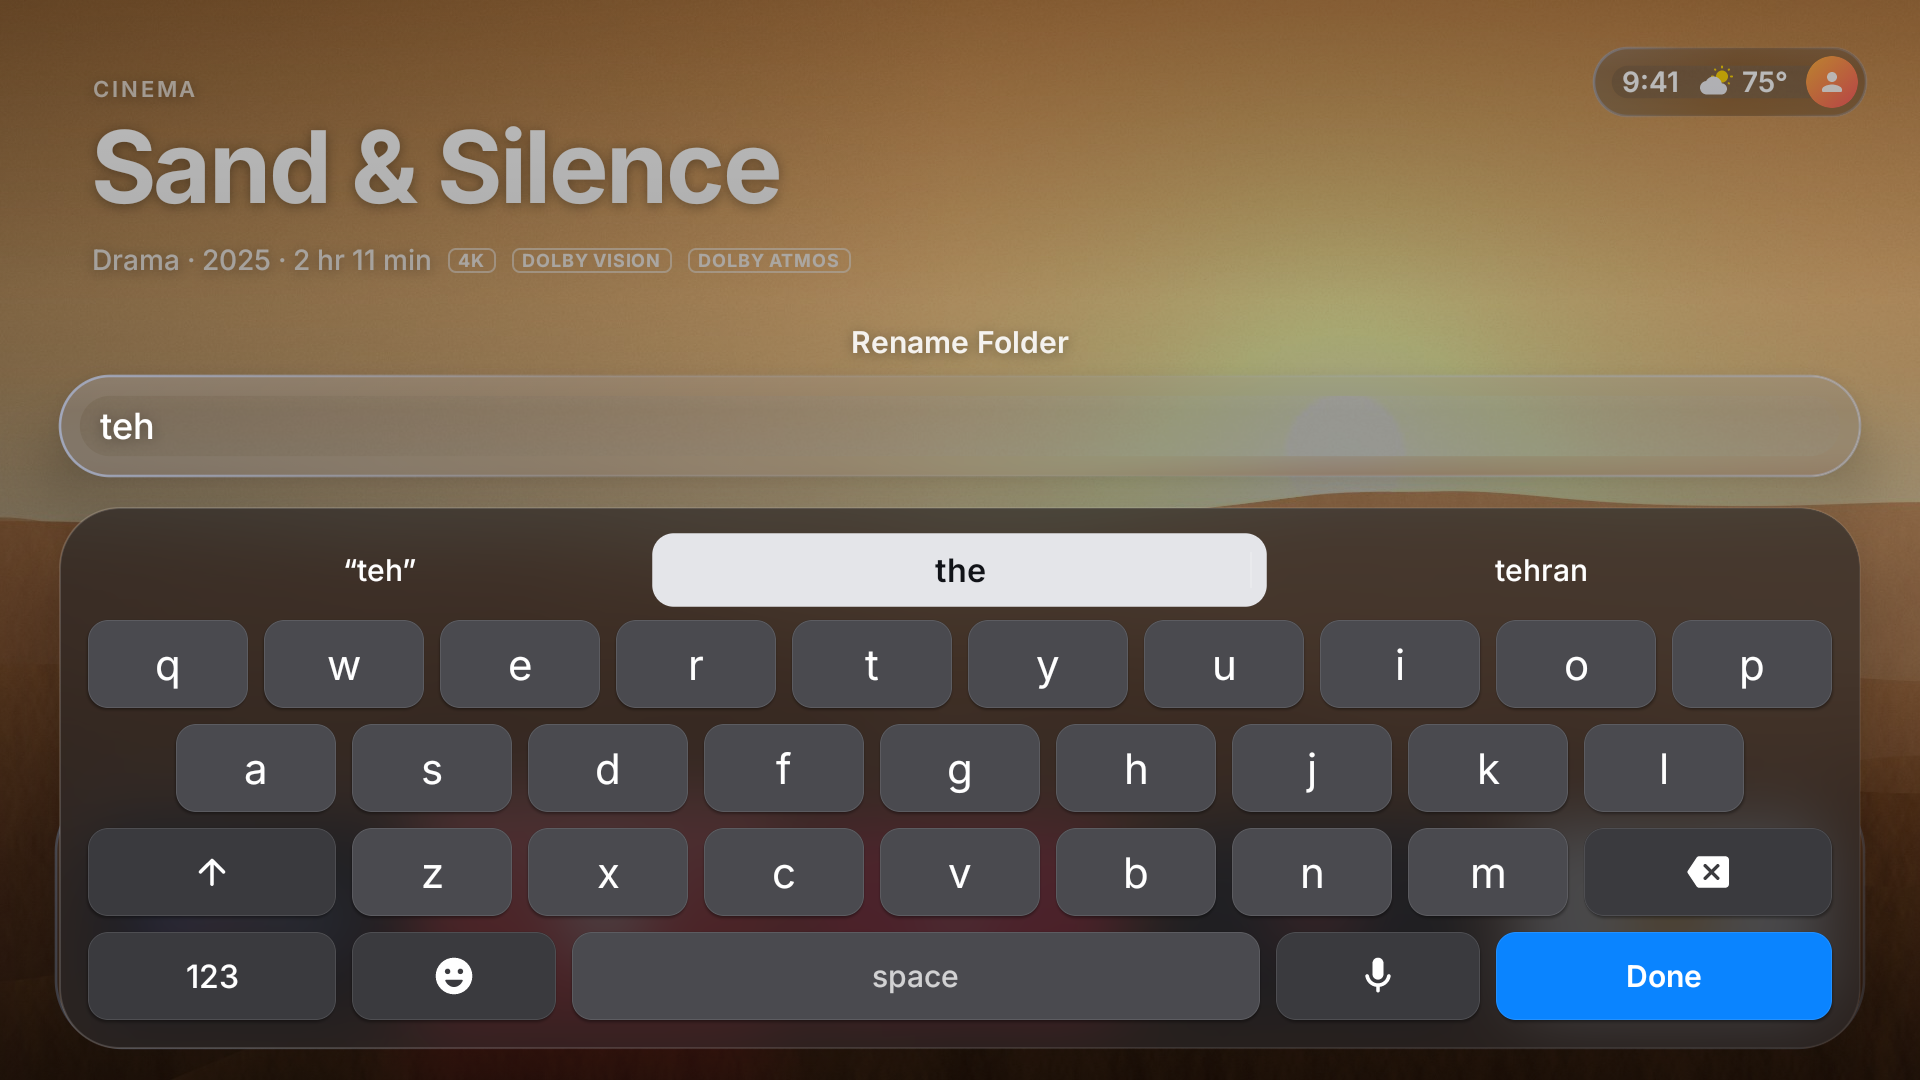 CINEMA
9:41 75°
Sand & Silence
Drama · 2025 · 2 hr 11 min 4K DOLBY VISION DOLBY ATMOS
Rename Folder
teh
“teh” the tehran
q w e r t y u i o p
a s d f g h j k l
z x c v b n m
123 space Done